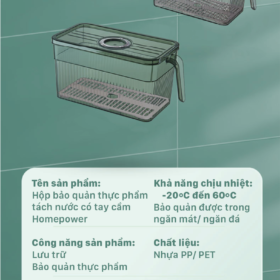 Tên sản phẩm:
Hộp bảo quản thực phẩm
tách nước có tay cầm
Homepower
Khả năng chịu nhiệt:
-20ºC đến 60ºC
Bảo quản được trong
ngăn mát/ ngăn đá
Công năng sản phẩm:
Lưu trữ
Bảo quản thực phẩm
Chất liệu:
Nhựa PP/ PET